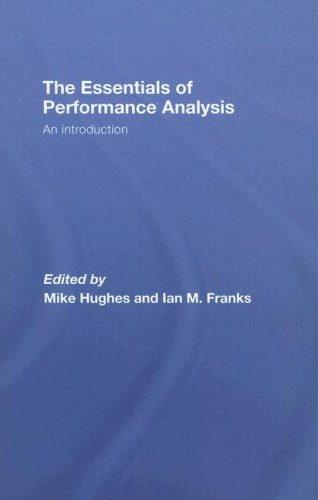 The Essentials of
Performance Analysis
An introduction
Edited by
Mike Hughes and Ian M. Franks